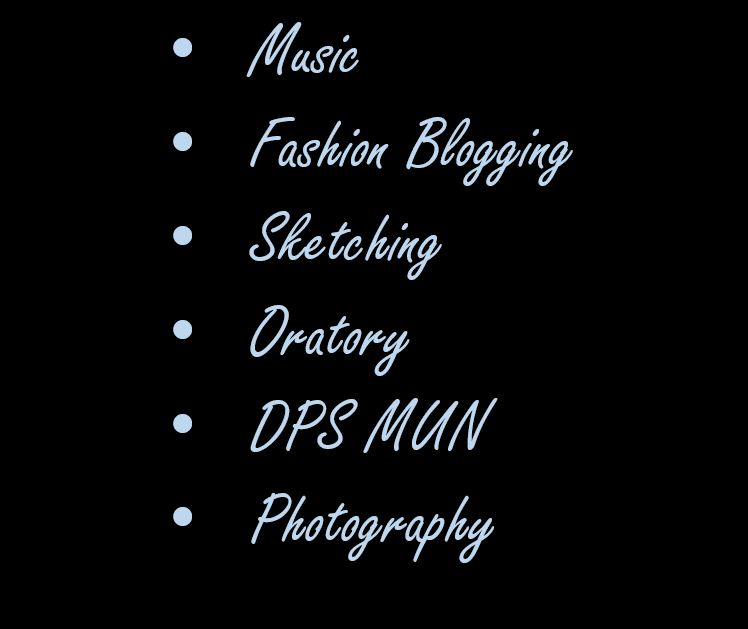 • Music
• Fashion Blogging
• Sketching
• Oratory
• DPS MUN
• Photography